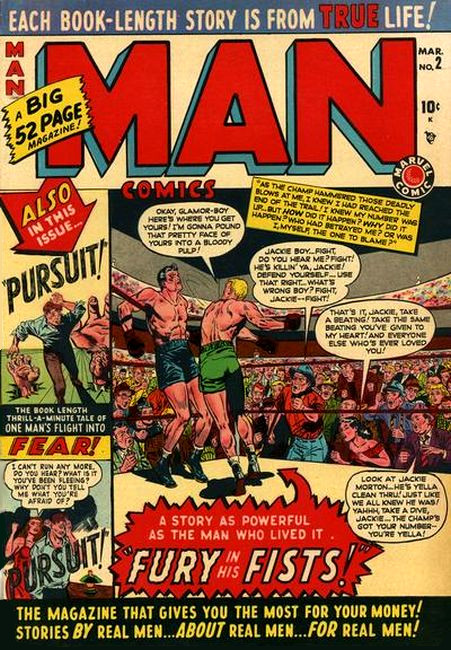 EACH BOOK-LENGTH STORY IS FROM TRUE LIFE!
MAN
MAN
COMICS
MAR.
NO. 2
10¢
K
MARVEL
COMIC
A BIG
52 PAGE
MAGAZINE!
ALSO
IN THIS
ISSUE...
"PURSUIT!"
THE BOOK LENGTH
THRILL-A-MINUTE TALE OF
ONE MAN'S FLIGHT INTO
FEAR!
I CAN'T RUN ANY MORE,
DO YOU HEAR? WHAT IS IT
YOU'VE BEEN FLEEING?
WHY DON'T YOU TELL
ME WHAT YOU'RE
AFRAID OF?
PURSUIT!
OKAY, GLAMOR-BOY
HERE'S WHERE YOU GET
YOURS! I'M GONNA POUND
THAT PRETTY FACE OF
YOURS INTO A BLOODY
PULP!
"AS THE CHAMP HAMMERED THOSE DEADLY
BLOWS AT ME, I KNEW I HAD REACHED THE
END OF THE TRAIL! I KNEW MY NUMBER WAS
UP...BUT HOW DID IT HAPPEN? WHY DID IT
HAPPEN? WHO HAD BETRAYED ME? OR WAS
I, MYSELF, THE ONE TO BLAME?"
JACKIE BOY...FIGHT,
DO YOU HEAR ME? FIGHT!
HE'S KILLIN' YA, JACKIE!
DEFEND YOURSELF... USE
THAT RIGHT... WHAT'S
WRONG BOY? FIGHT,
JACKIE--FIGHT!
THAT'S IT, JACKIE, TAKE
A BEATING! TAKE THE SAME
BEATING YOU'VE GIVEN TO
MY HEART! AND EVERYONE
ELSE WHO'S EVER LOVED
YOU!
LOOK AT JACKIE
MORTON...HE'S YELLA
CLEAN THRU! JUST LIKE
WE ALL KNEW HE WAS!
YAHHH, TAKE A DIVE,
JACKIE...THE CHAMP'S
GOT YOUR NUMBER--
YOU'RE YELLA!
A STORY AS POWERFUL
AS THE MAN WHO LIVED IT.
"FURY IN HIS FISTS!"
THE MAGAZINE THAT GIVES YOU THE MOST FOR YOUR MONEY!
STORIES BY REAL MEN...ABOUT REAL MEN...FOR REAL MEN!